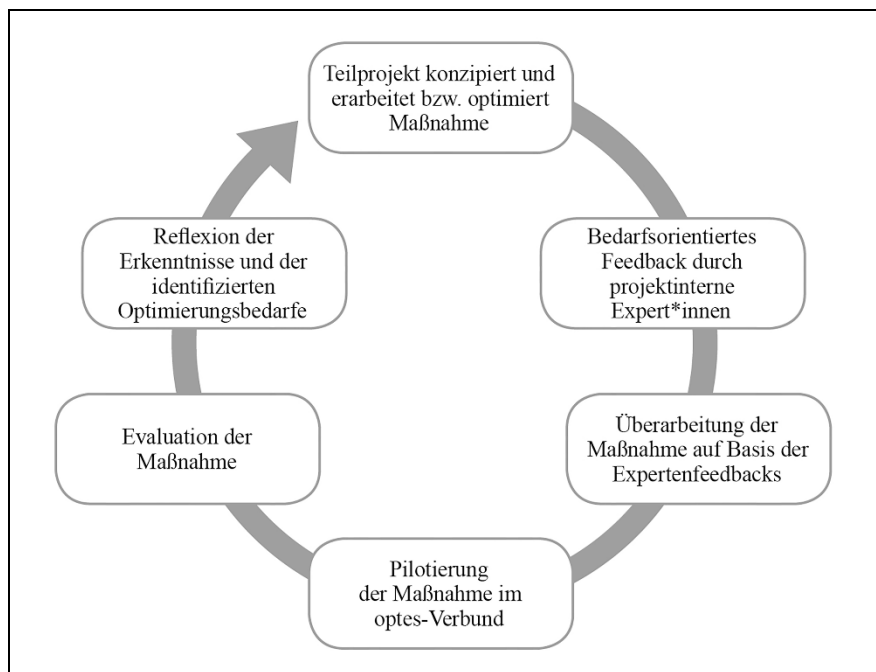 Teilprojekt konzipiert und
erarbeitet bzw. optimiert
Maßnahme
Bedarfsorientiertes
Feedback durch
projektinterne
Expert*innen
Überarbeitung der
Maßnahme auf Basis der
Expertenfeedbacks
Pilotierung
der Maßnahme im
optes-Verbund
Evaluation der
Maßnahme
Reflexion der
Erkenntnisse und der
identifizierten
Optimierungsbedarfe